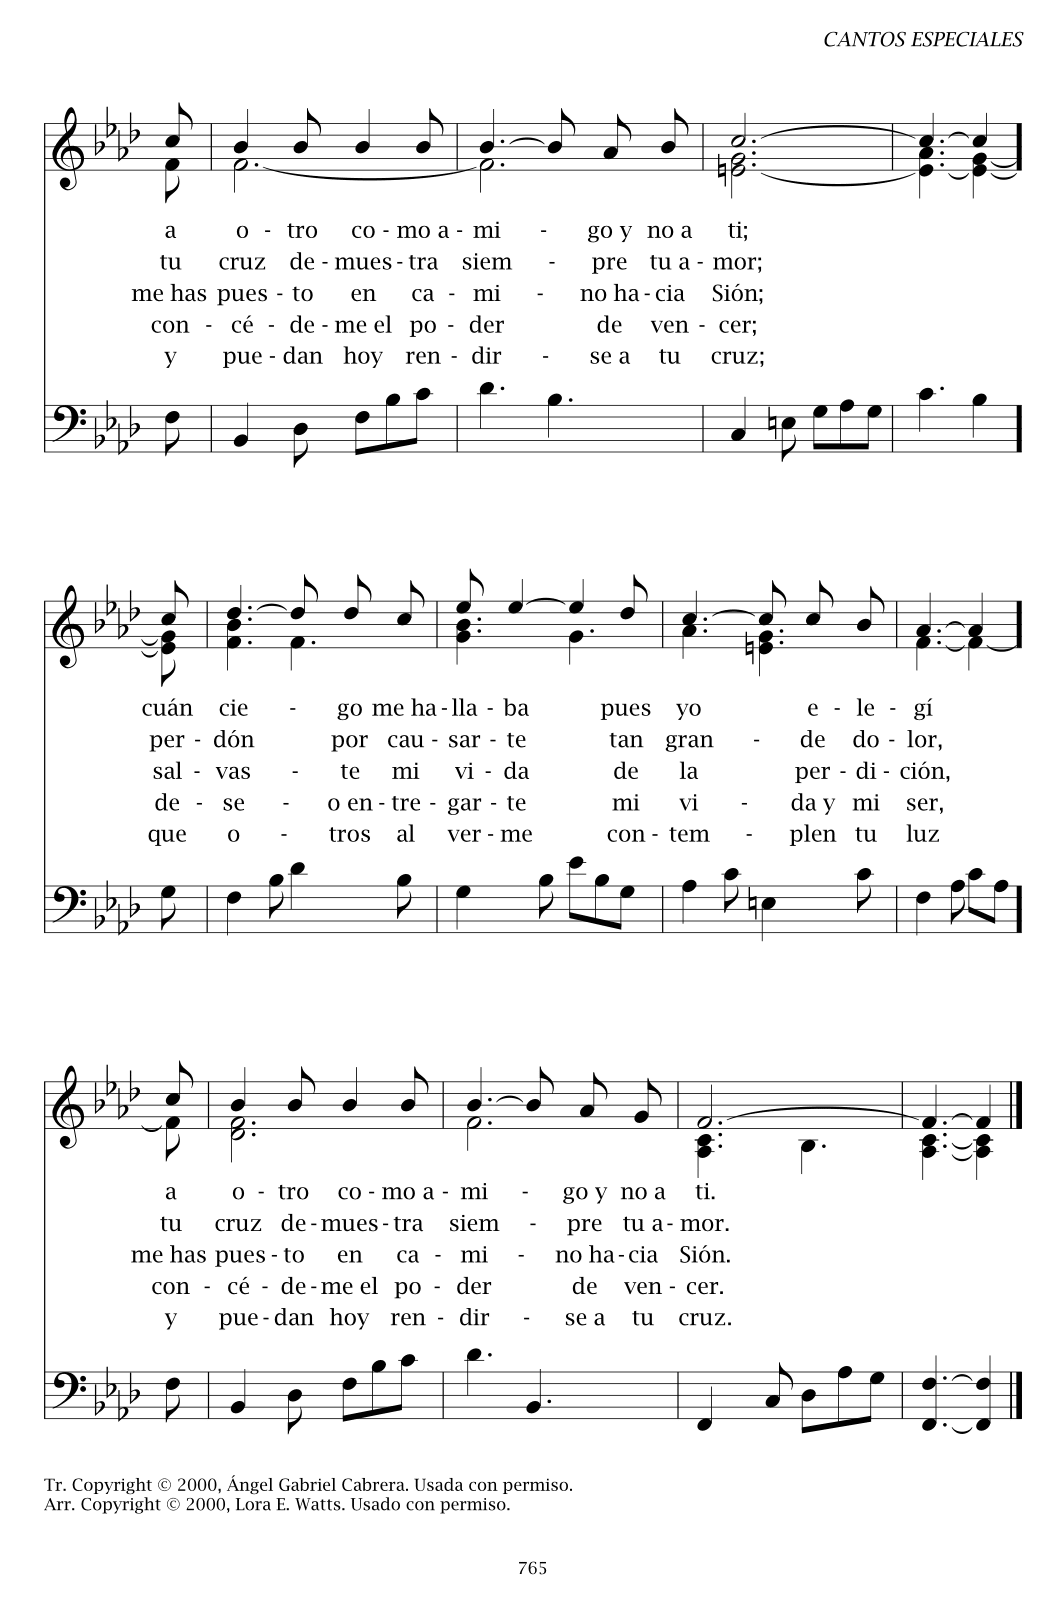 CANTOS ESPECIALES
a o - tro co - mo a - mi - go y no a ti;
tu cruz de - mues - tra siem - pre tu a - mor;
me has pues - to en ca - mi - no ha - cia Sión;
con - cé - de - me el po - der de ven - cer;
y pue - dan hoy ren - dir - se a tu cruz;
cuán cie - go me ha - lla - ba pues yo e - le - gí
per - dón por cau - sar - te tan gran - de do - lor,
sal - vas - te mi vi - da de la per - di - ción,
de - se - o en - tre - gar - te mi vi - da y mi ser,
que o - tros al ver - me con - tem - plen tu luz
a o - tro co - mo a - mi - go y no a ti.
tu cruz de - mues - tra siem - pre tu a - mor.
me has pues - to en ca - mi - no ha - cia Sión.
con - cé - de - me el po - der de ven - cer.
y pue - dan hoy ren - dir - se a tu cruz.
Tr. Copyright © 2000, Ángel Gabriel Cabrera. Usada con permiso.
Arr. Copyright © 2000, Lora E. Watts. Usado con permiso.
765